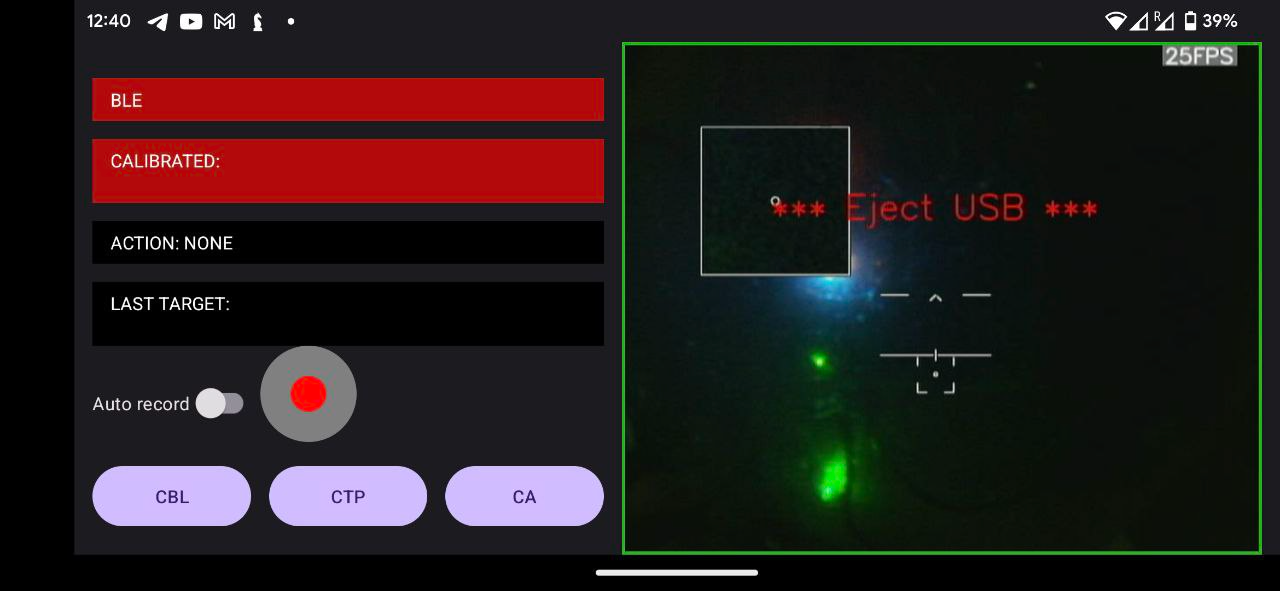 12:40
R
39%
BLE
CALIBRATED:
ACTION: NONE
LAST TARGET:
Auto record
CBL
CTP
CA
25FPS
*** Eject USB ***